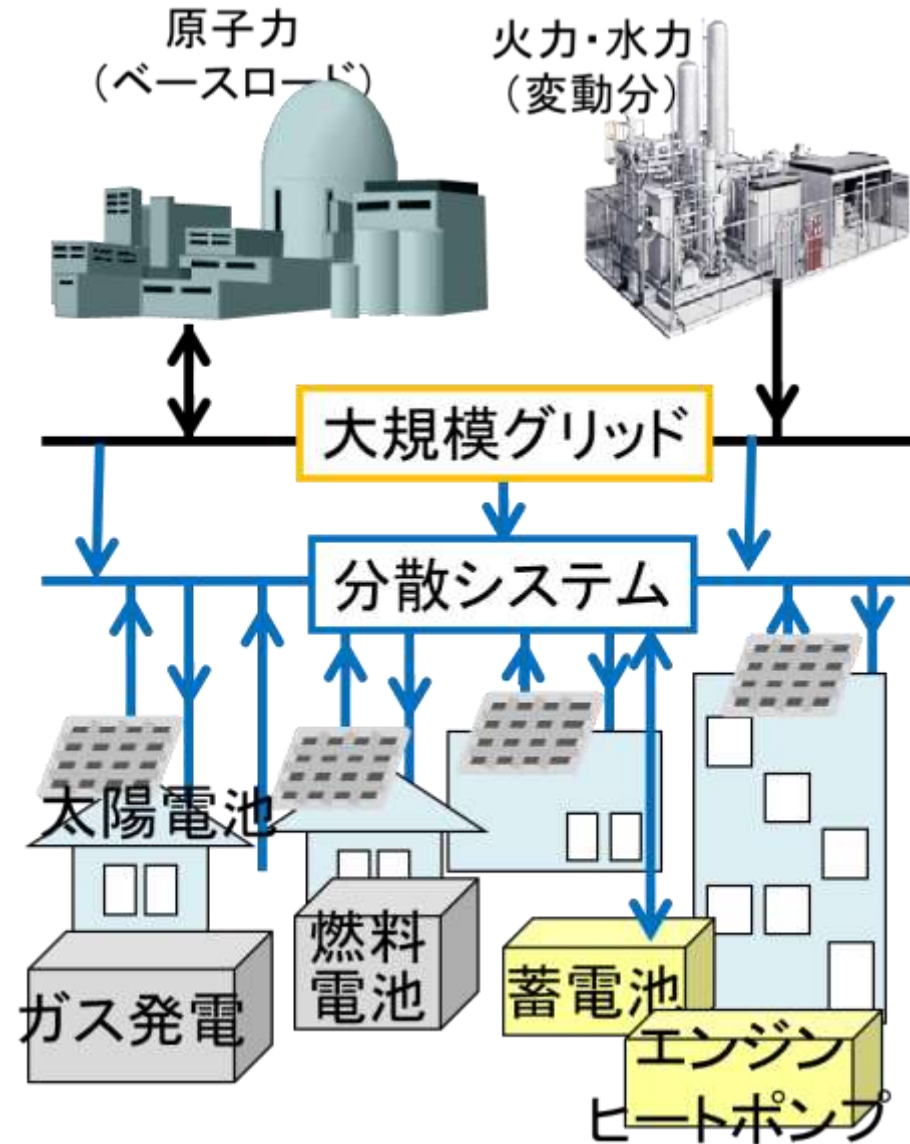 原子力
（ベースロード）
火力・水力
（変動分）
大規模グリッド
分散システム
太陽電池
燃料
電池
ガス発電
蓄電池
エンジン
ヒートポンプ